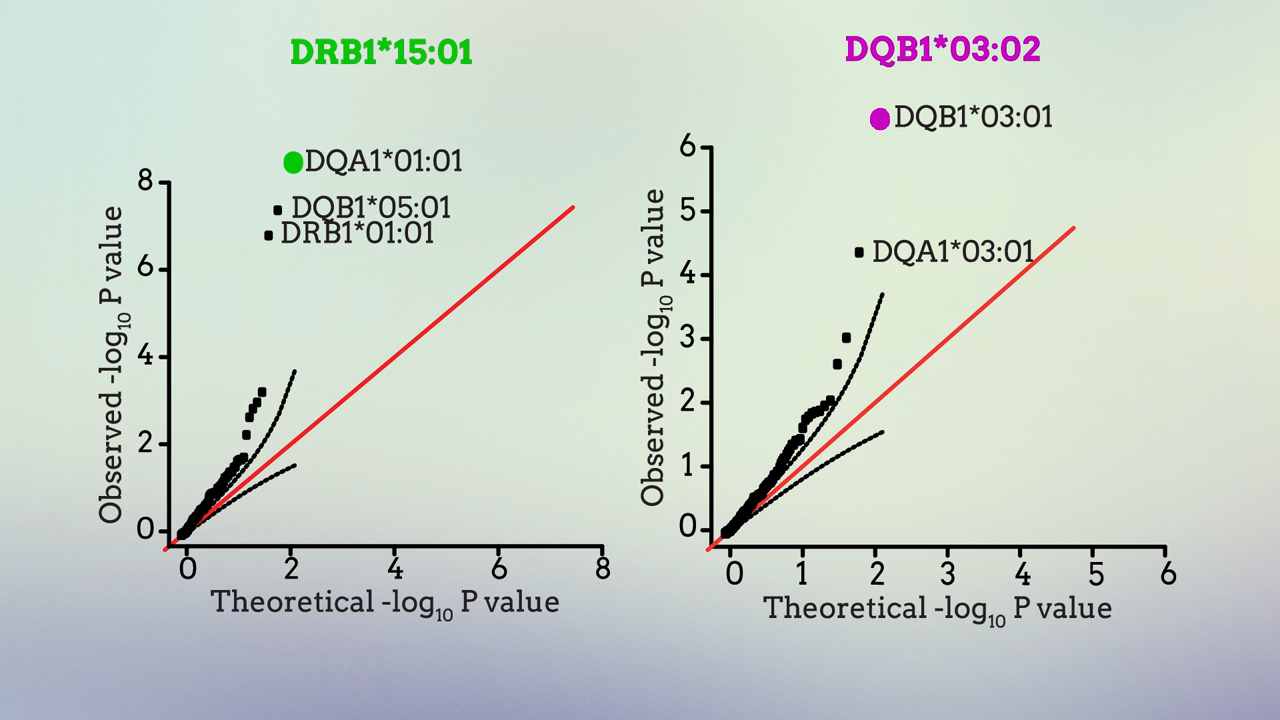 DRB1*15:01
DQA1*01:01
DQB1*05:01
DRB1*01:01
8
6
4
2
0
Observed -log10 P value
0 2 4 6 8
Theoretical -log10 P value
DQB1*03:02
DQB1*03:01
DQA1*03:01
6
5
4
3
2
1
0
Observed -log10 P value
0 1 2 3 4 5 6
Theoretical -log10 P value